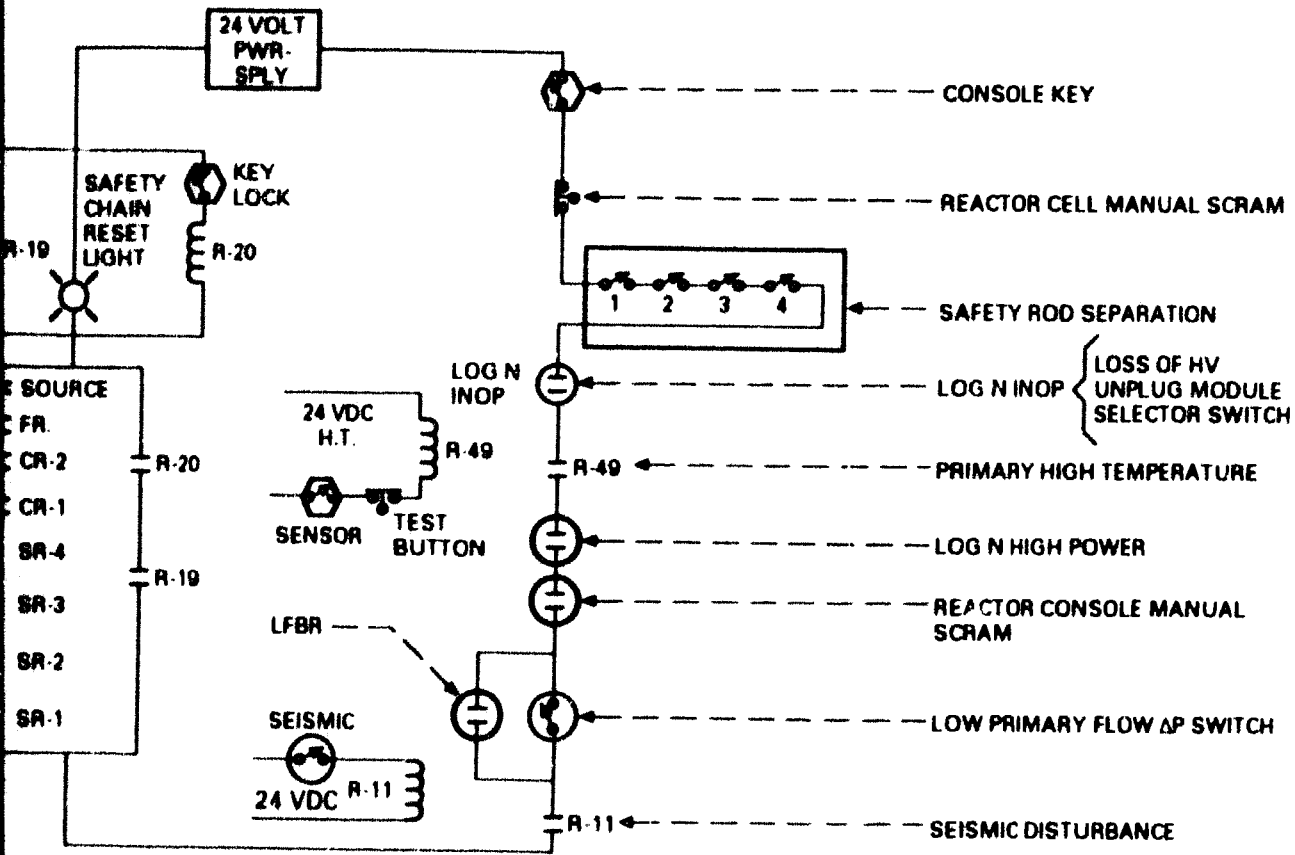 24 VOLT
PWR-
SPLY
CONSOLE KEY
KEY
LOCK
SAFETY
CHAIN
RESET
LIGHT
R-19
R-20
REACTOR CELL MANUAL SCRAM
1 2 3 4
SAFETY ROD SEPARATION
LOG N
INOP
LOG N INOP
LOSS OF HV
UNPLUG MODULE
SELECTOR SWITCH
SOURCE
FR.
CR-2
CR-1
SR-4
SR-3
SR-2
SR-1
R-20
R-19
24 VDC
H.T.
R-49
SENSOR
TEST
BUTTON
R-49
PRIMARY HIGH TEMPERATURE
LOG N HIGH POWER
REACTOR CONSOLE MANUAL
SCRAM
LFBR
LOW PRIMARY FLOW ΔP SWITCH
SEISMIC
24 VDC
R-11
R-11
SEISMIC DISTURBANCE